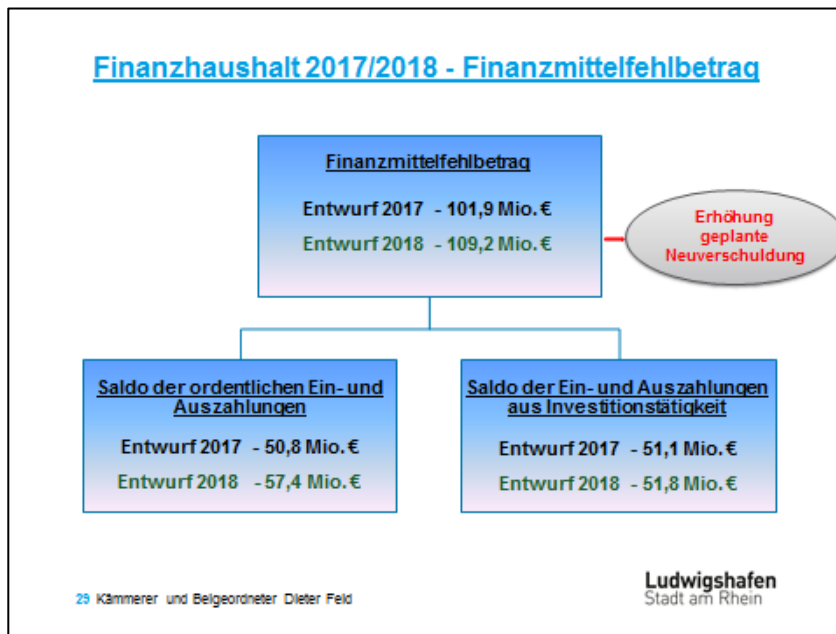 Finanzhaushalt 2017/2018 - Finanzmittelfehlbetrag
Finanzmittelfehlbetrag
Entwurf 2017 - 101,9 Mio. €
Entwurf 2018 - 109,2 Mio. €
Erhöhung
geplante
Neuverschuldung
Saldo der ordentlichen Ein- und
Auszahlungen
Entwurf 2017 - 50,8 Mio. €
Entwurf 2018 - 57,4 Mio. €
Saldo der Ein- und Auszahlungen
aus Investitionstätigkeit
Entwurf 2017 - 51,1 Mio. €
Entwurf 2018 - 51,8 Mio. €
29 Kämmerer und Beigeordneter Dieter Feld
Ludwigshafen
Stadt am Rhein